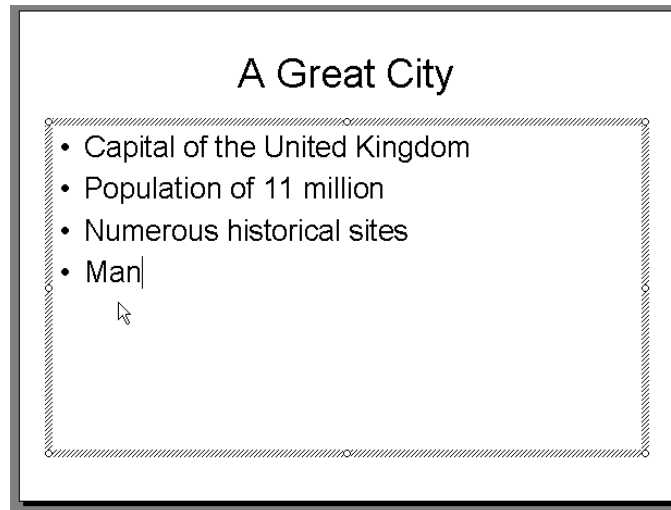 A Great City
• Capital of the United Kingdom
• Population of 11 million
• Numerous historical sites
• Man